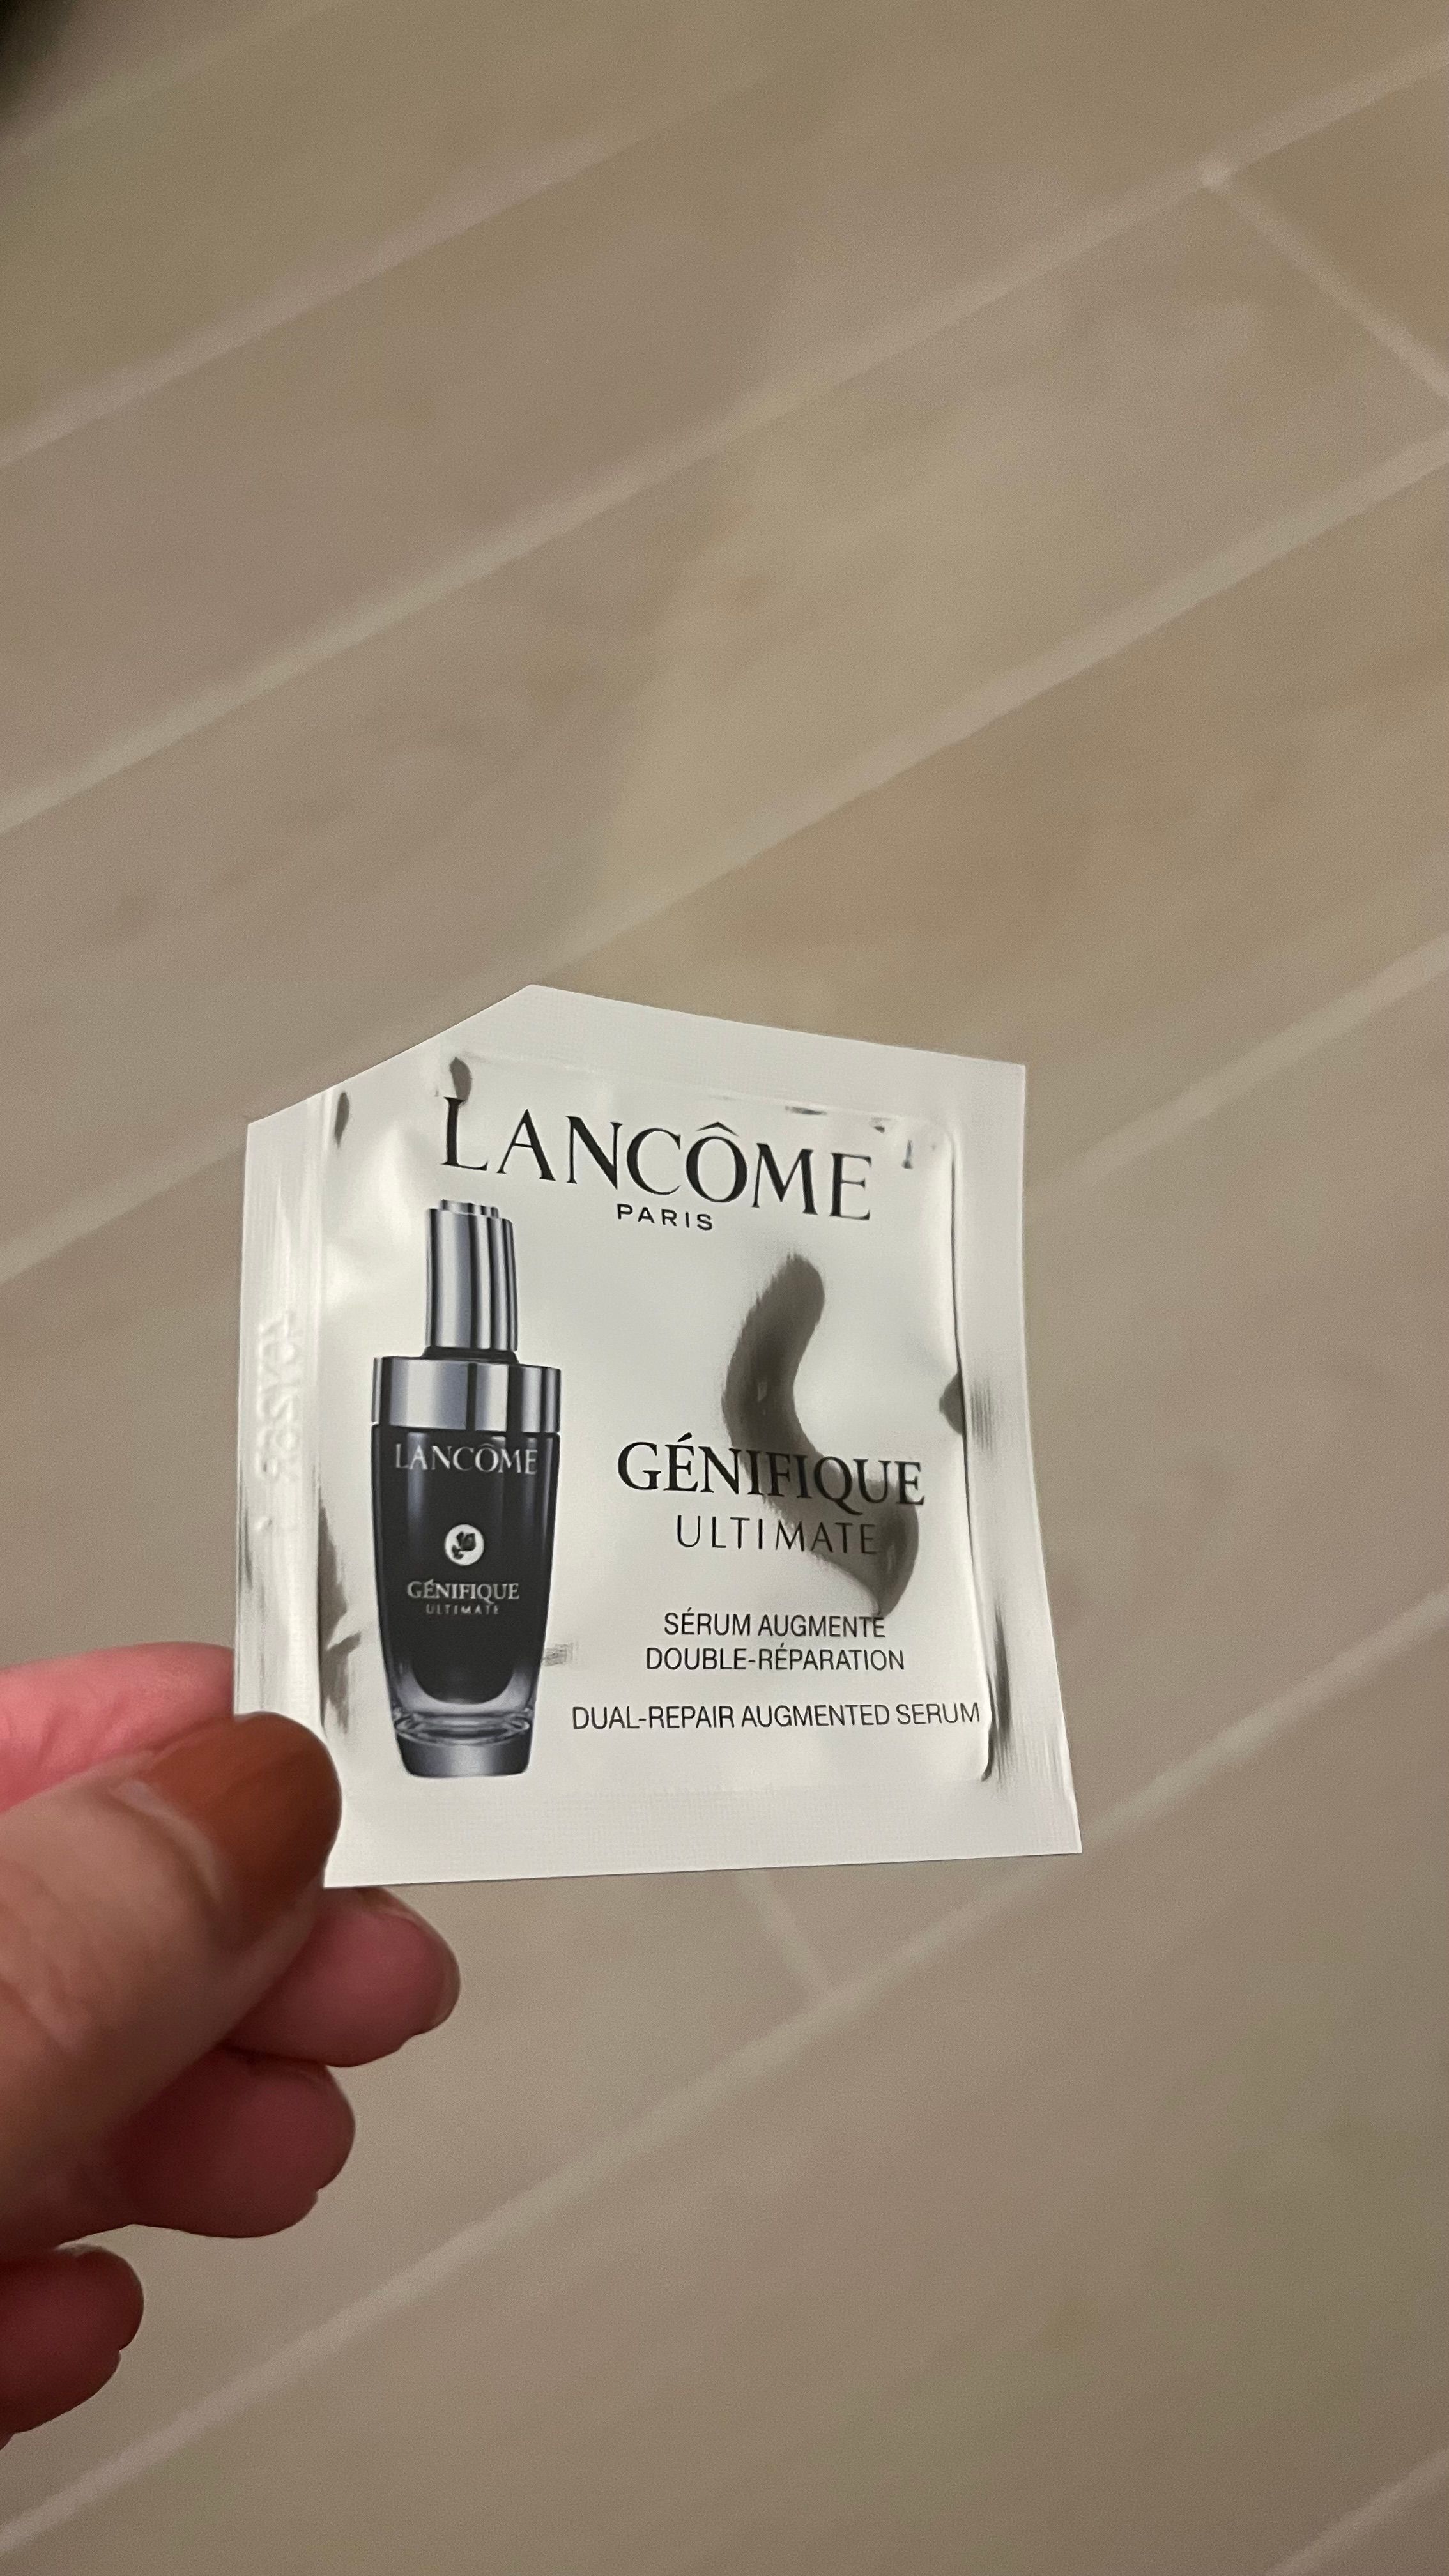 LANCÔME
PARIS
LANCÔME
GÉNIFIQUE
ULTIMATE
GÉNIFIQUE
ULTIMATE
SÉRUM AUGMENTÉ
DOUBLE-RÉPARATION
DUAL-REPAIR AUGMENTED SERUM